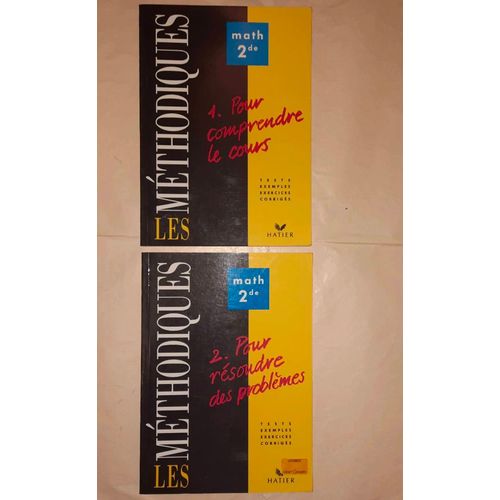 LES MÉTHODIQUES
math
2de
1. Pour
comprendre
le cours
TESTS
EXEMPLES
EXERCICES
CORRIGÉS
HATIER
LES MÉTHODIQUES
math
2de
2. Pour
résoudre
des problèmes
TESTS
EXEMPLES
EXERCICES
CORRIGÉS